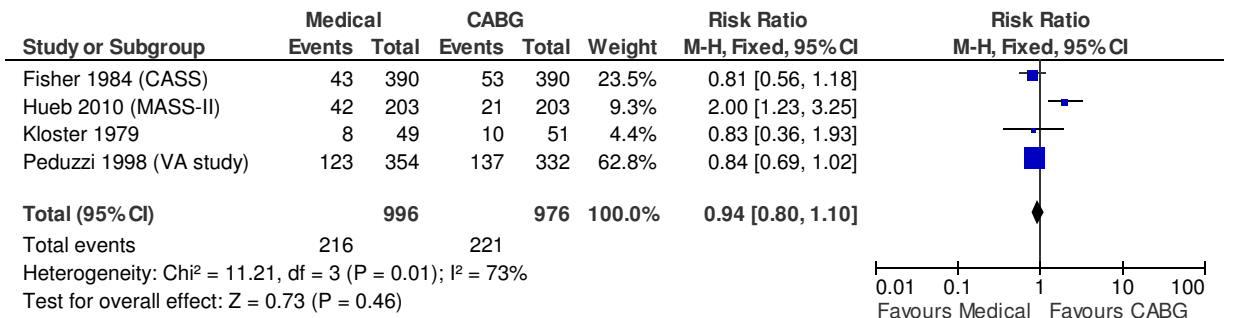 Medical CABG Risk Ratio Risk Ratio
Study or Subgroup Events Total Events Total Weight M-H, Fixed, 95% CI M-H, Fixed, 95% CI
Fisher 1984 (CASS) 43 390 53 390 23.5% 0.81 [0.56, 1.18]
Hueb 2010 (MASS-II) 42 203 21 203 9.3% 2.00 [1.23, 3.25]
Kloster 1979 8 49 10 51 4.4% 0.83 [0.36, 1.93]
Peduzzi 1998 (VA study) 123 354 137 332 62.8% 0.84 [0.69, 1.02]
Total (95% CI) 996 976 100.0% 0.94 [0.80, 1.10]
Total events 216 221
Heterogeneity: Chi² = 11.21, df = 3 (P = 0.01); I² = 73%
Test for overall effect: Z = 0.73 (P = 0.46)
0.01 0.1 1 10 100
Favours Medical Favours CABG